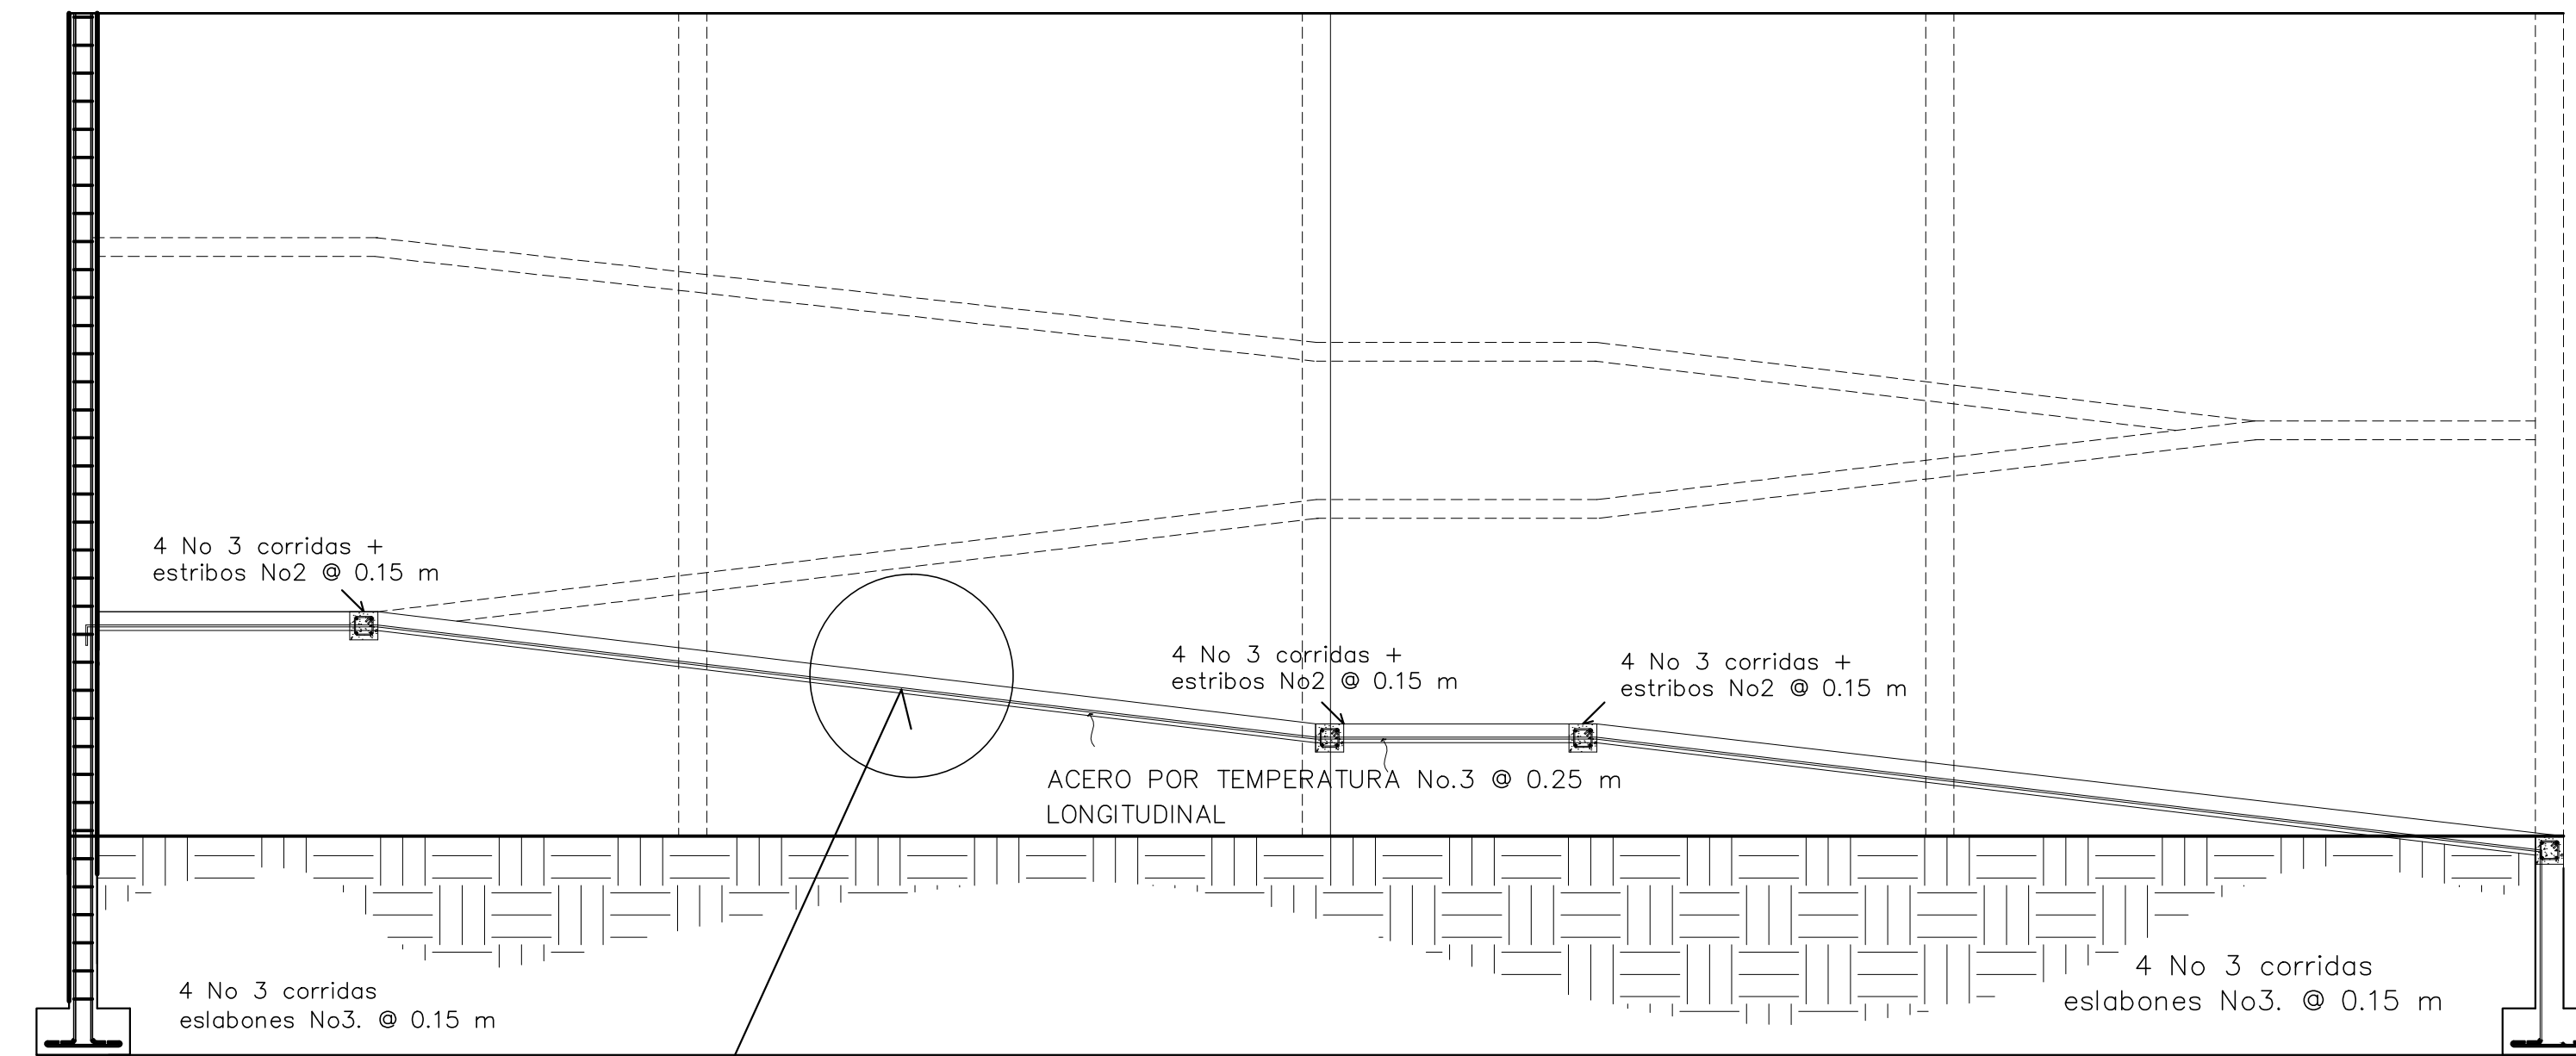 4 No 3 corridas +
estribos No2 @ 0.15 m
4 No 3 corridas +
estribos No2 @ 0.15 m
4 No 3 corridas +
estribos No2 @ 0.15 m
ACERO POR TEMPERATURA No.3 @ 0.25 m
LONGITUDINAL
4 No 3 corridas
eslabones No3. @ 0.15 m
4 No 3 corridas
eslabones No3. @ 0.15 m